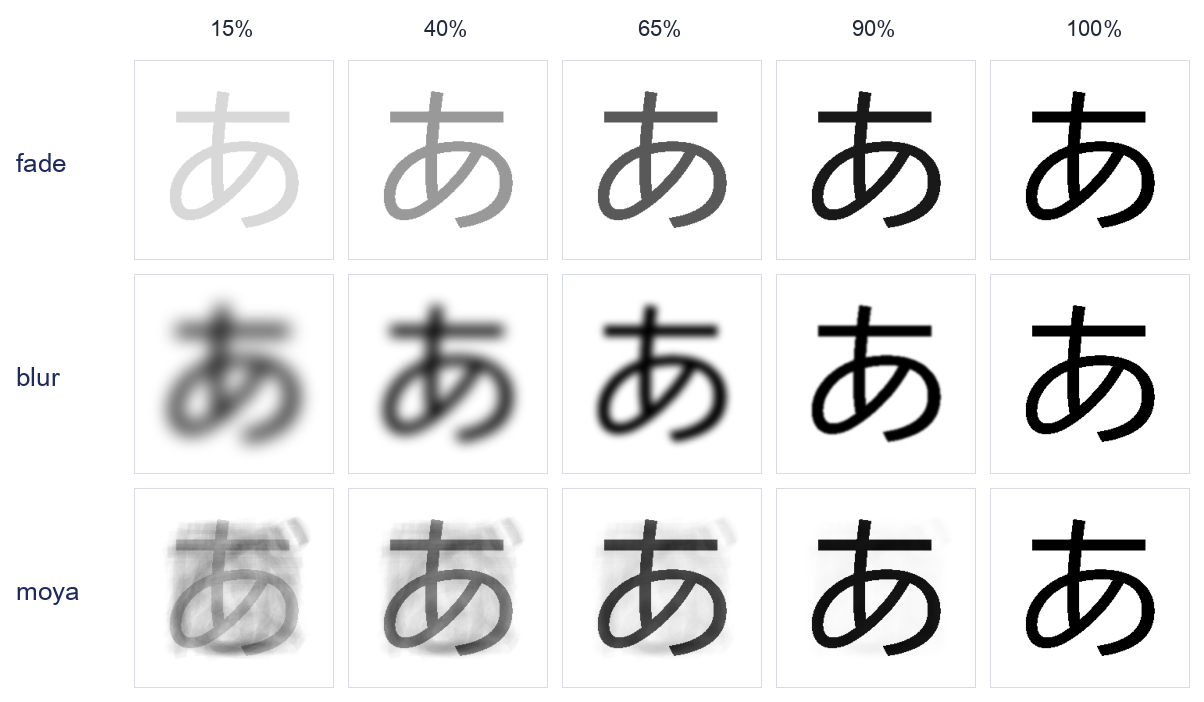 15% 40% 65% 90% 100%
fade あ あ あ あ あ
blur あ あ あ あ あ
moya あ あ あ あ あ